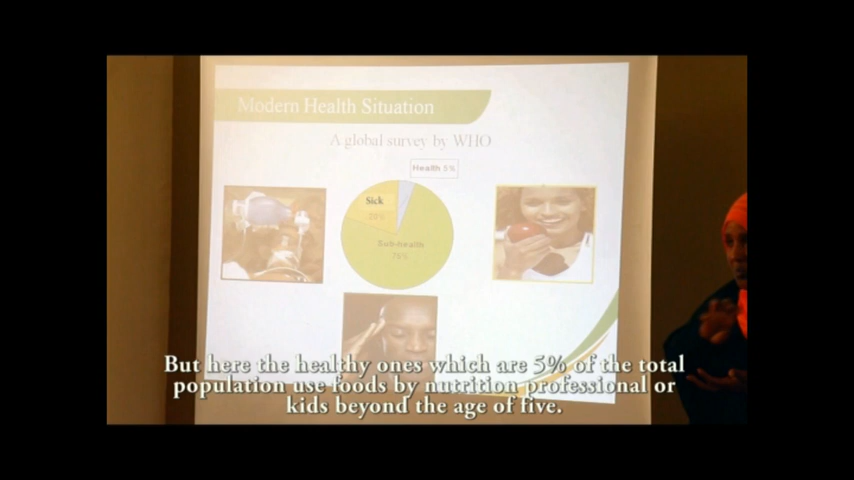 Modern Health Situation
A global survey by WHO
Health 5%
Sick
20%
Sub-health
75%
But here the healthy ones which are 5% of the total
population use foods by nutrition professional or
kids beyond the age of five.